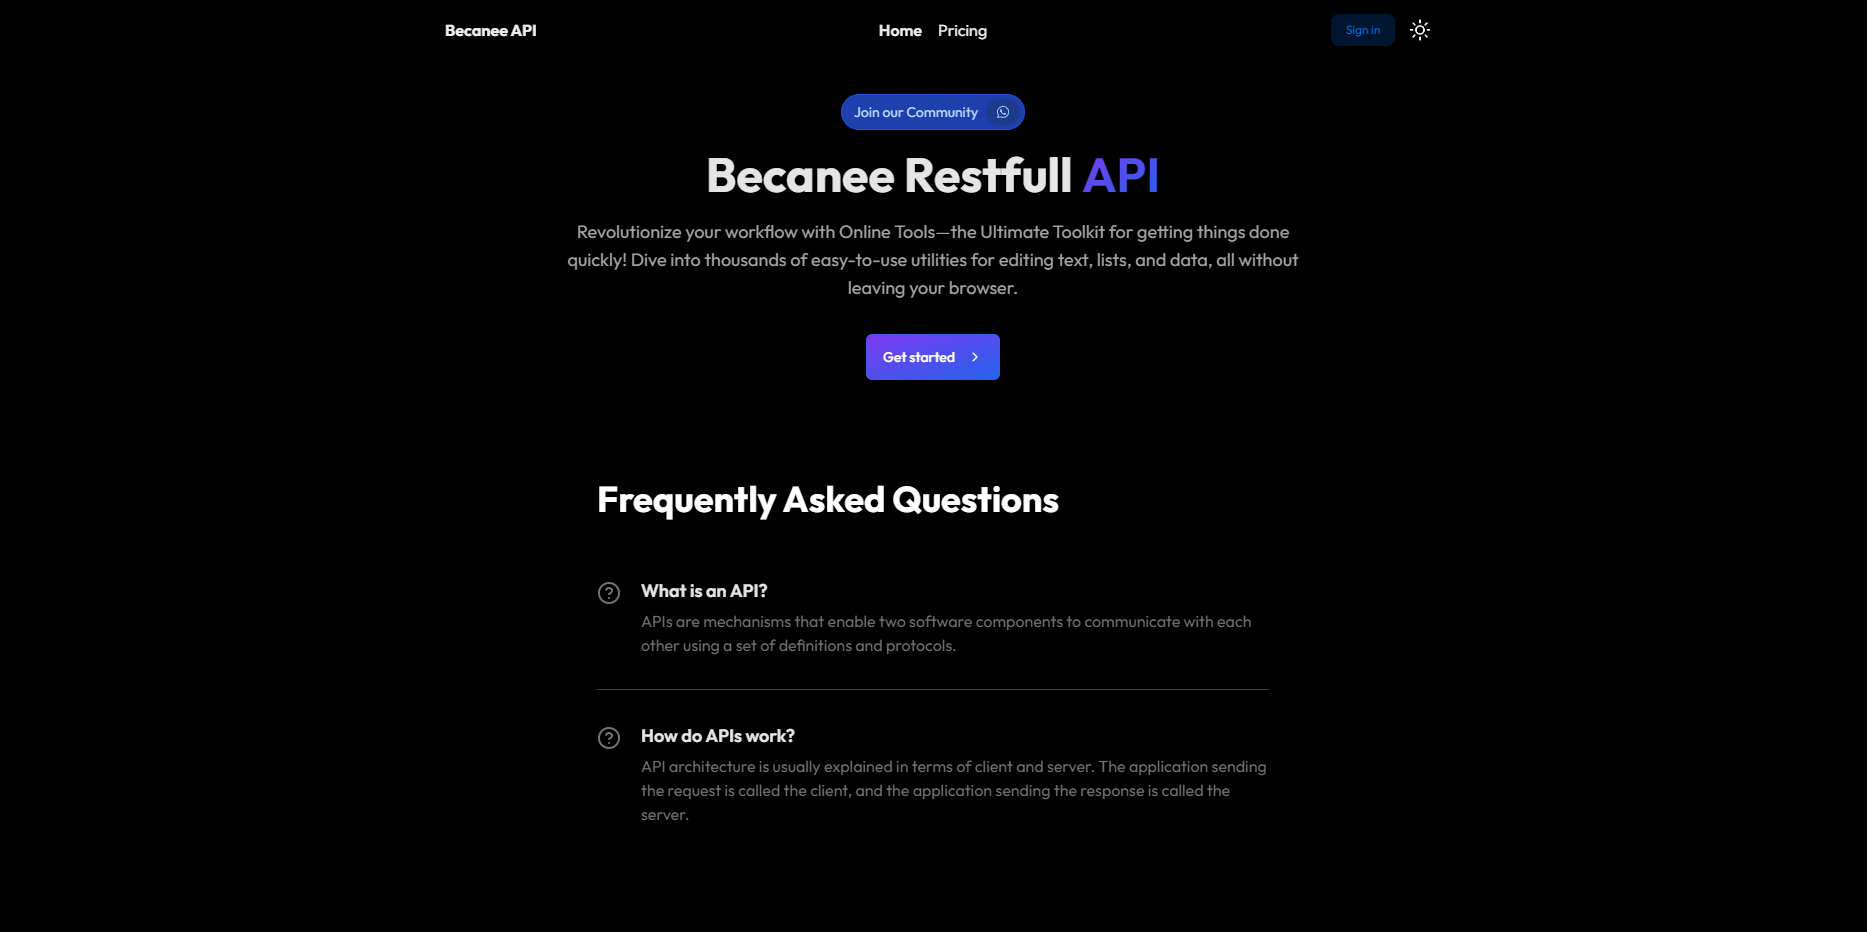 Becanee API
Home Pricing
Sign in
Join our Community
Becanee Restfull API
Revolutionize your workflow with Online Tools—the Ultimate Toolkit for getting things done
quickly! Dive into thousands of easy-to-use utilities for editing text, lists, and data, all without
leaving your browser.
Get started
Frequently Asked Questions
What is an API?
APIs are mechanisms that enable two software components to communicate with each
other using a set of definitions and protocols.
How do APIs work?
API architecture is usually explained in terms of client and server. The application sending
the request is called the client, and the application sending the response is called the
server.